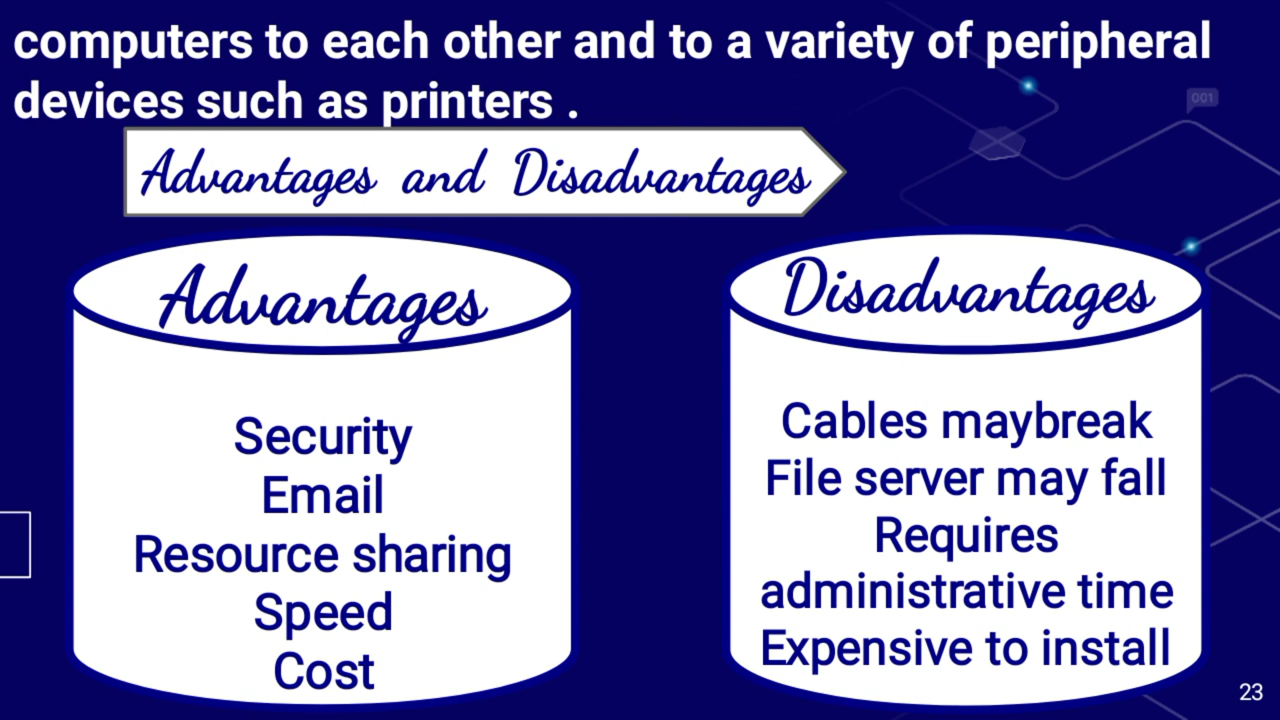 computers to each other and to a variety of peripheral
devices such as printers .
001
Advantages and Disadvantages
Advantages
Security
Email
Resource sharing
Speed
Cost
Disadvantages
Cables maybreak
File server may fall
Requires
administrative time
Expensive to install
23